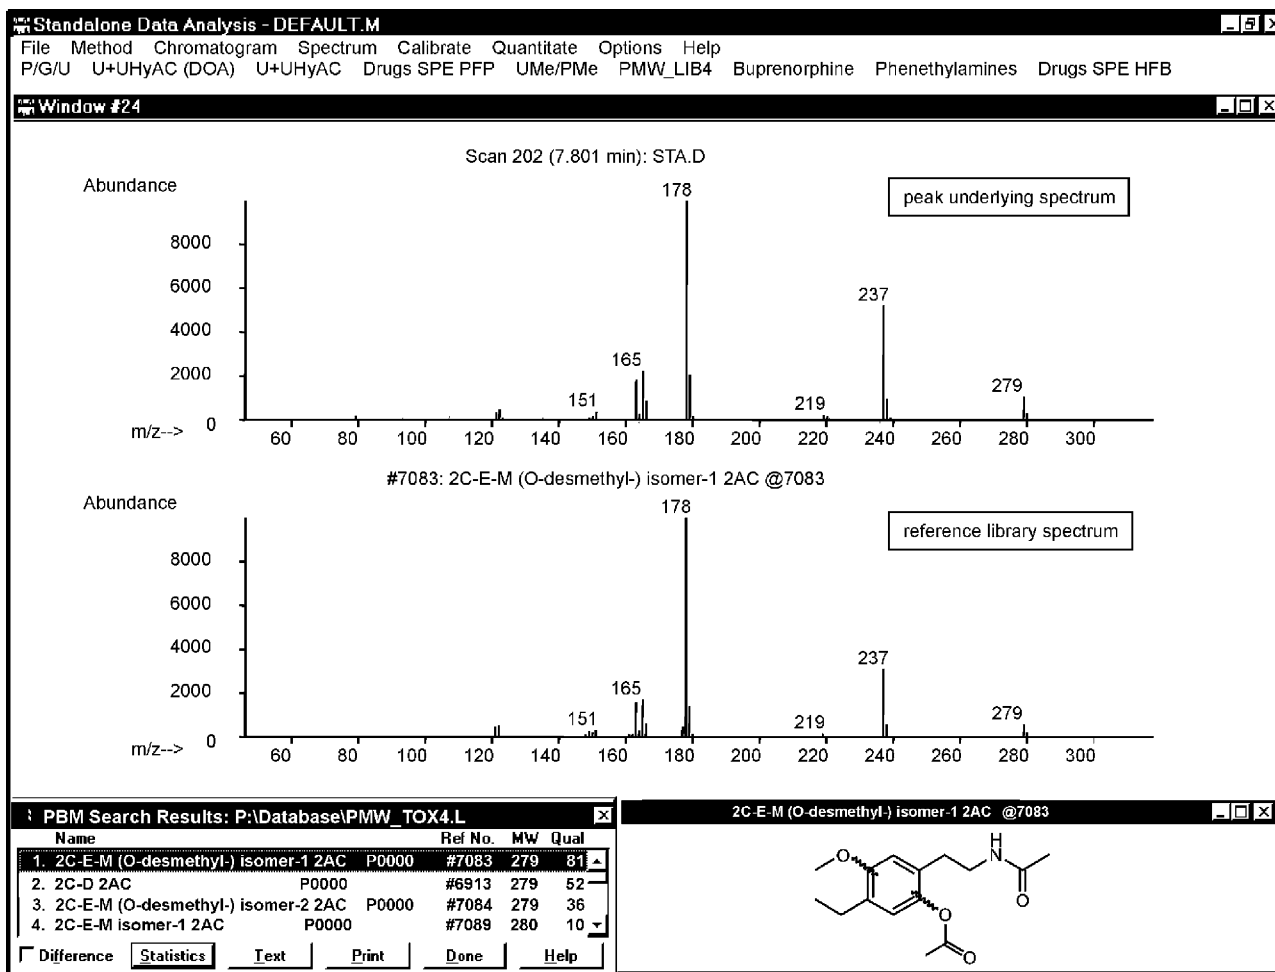 Standalone Data Analysis - DEFAULT.M
File Method Chromatogram Spectrum Calibrate Quantitate Options Help
P/G/U U+UHyAC (DOA) U+UHyAC Drugs SPE PFP UMe/PMe PMW_LIB4 Buprenorphine Phenethylamines Drugs SPE HFB
Window #24
Scan 202 (7.801 min): STA.D
Abundance
178
peak underlying spectrum
8000
6000
237
4000
165
2000
279
151
219
0
m/z-->
60 80 100 120 140 160 180 200 220 240 260 280 300
#7083: 2C-E-M (O-desmethyl-) isomer-1 2AC @7083
Abundance
178
reference library spectrum
8000
6000
4000
237
165
2000
279
151
219
0
m/z-->
60 80 100 120 140 160 180 200 220 240 260 280 300
PBM Search Results: P:\Database\PMW_TOX4.L
Name Ref No. MW Qual
1. 2C-E-M (O-desmethyl-) isomer-1 2AC P0000 #7083 279 81
2. 2C-D 2AC P0000 #6913 279 52
3. 2C-E-M (O-desmethyl-) isomer-2 2AC P0000 #7084 279 36
4. 2C-E-M isomer-1 2AC P0000 #7089 280 10
Difference Statistics Text Print Done Help
2C-E-M (O-desmethyl-) isomer-1 2AC @7083
H
O N
O
O
O